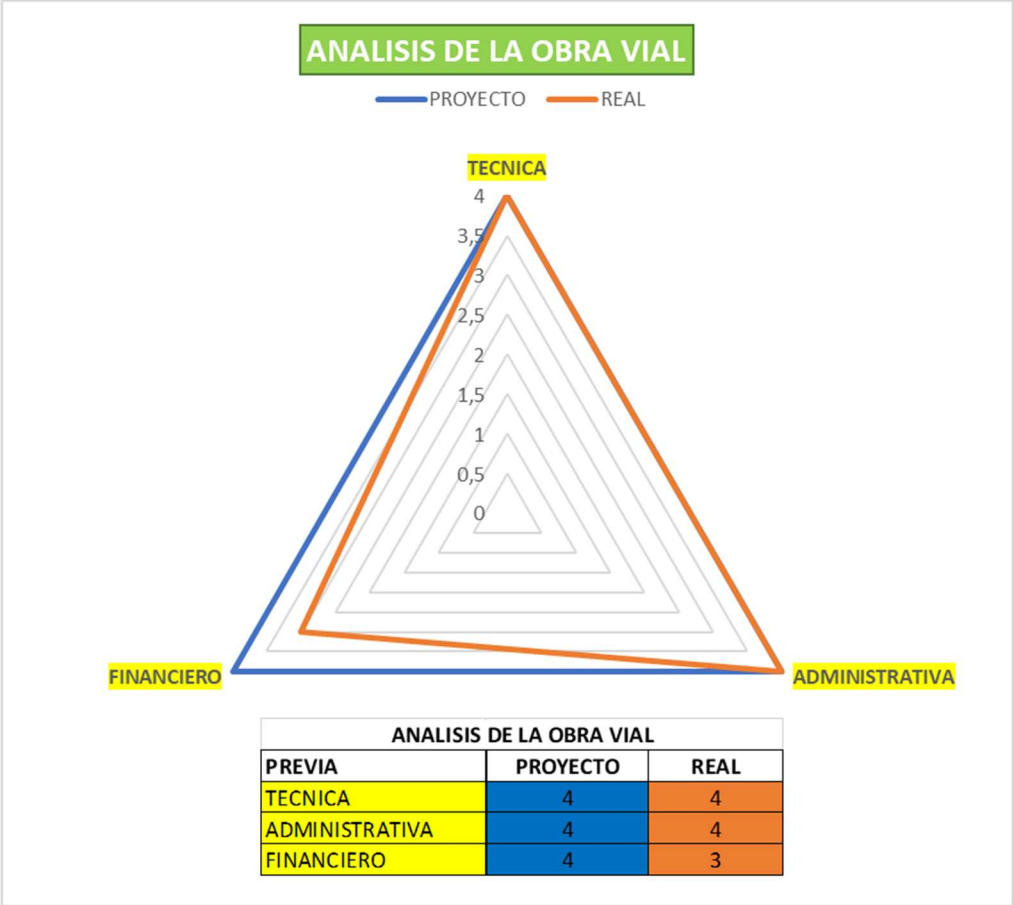 ANALISIS DE LA OBRA VIAL
PROYECTO REAL
TECNICA
4
3,5
3
2,5
2
1,5
1
0,5
0
FINANCIERO ADMINISTRATIVA
ANALISIS DE LA OBRA VIAL
PREVIA PROYECTO REAL
TECNICA 4 4
ADMINISTRATIVA 4 4
FINANCIERO 4 3